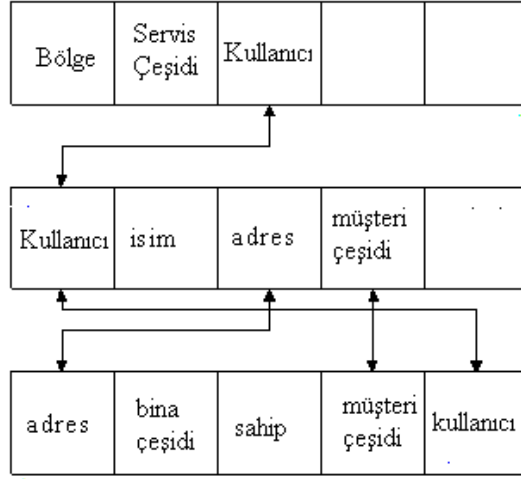 Bölge
Servis
Çeşidi
Kullanıcı
Kullanıcı
isim
adres
müşteri
çeşidi
adres
bina
çeşidi
sahip
müşteri
çeşidi
kullanıcı